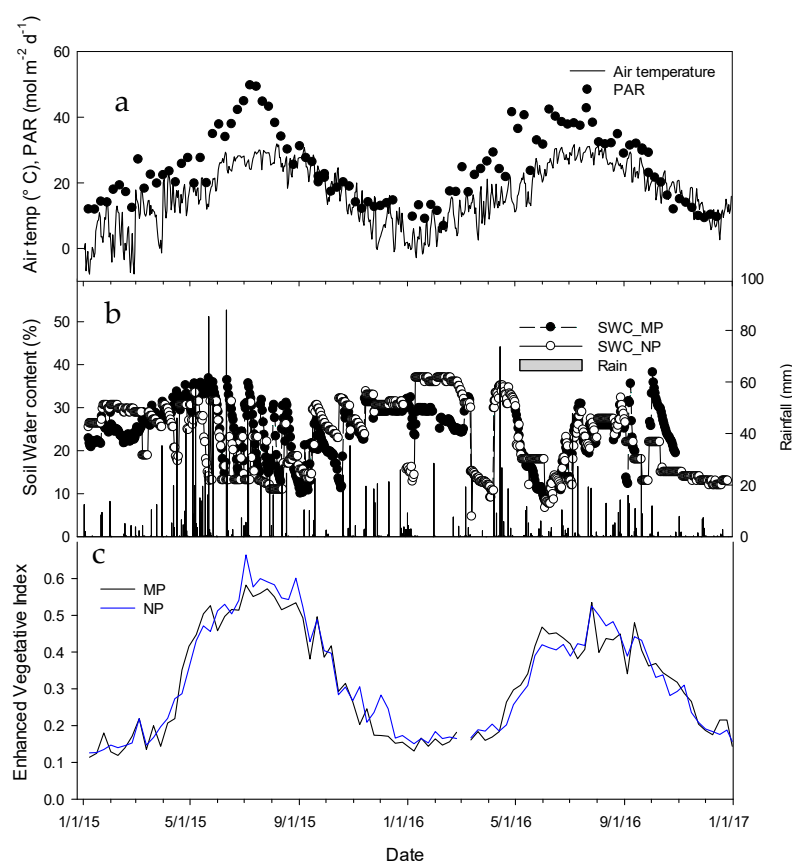 60
40
20
0
Air temp (° C), PAR (mol m⁻² d⁻¹)
a
Air temperature
PAR
100
50
40
30
20
10
0
Soil Water content (%)
b
SWC_MP
SWC_NP
Rain
80
60
40
20
0
Rainfall (mm)
0.6
0.5
0.4
0.3
0.2
0.1
0.0
Enhanced Vegetative Index
c
MP
NP
1/1/15 5/1/15 9/1/15 1/1/16 5/1/16 9/1/16 1/1/17
Date